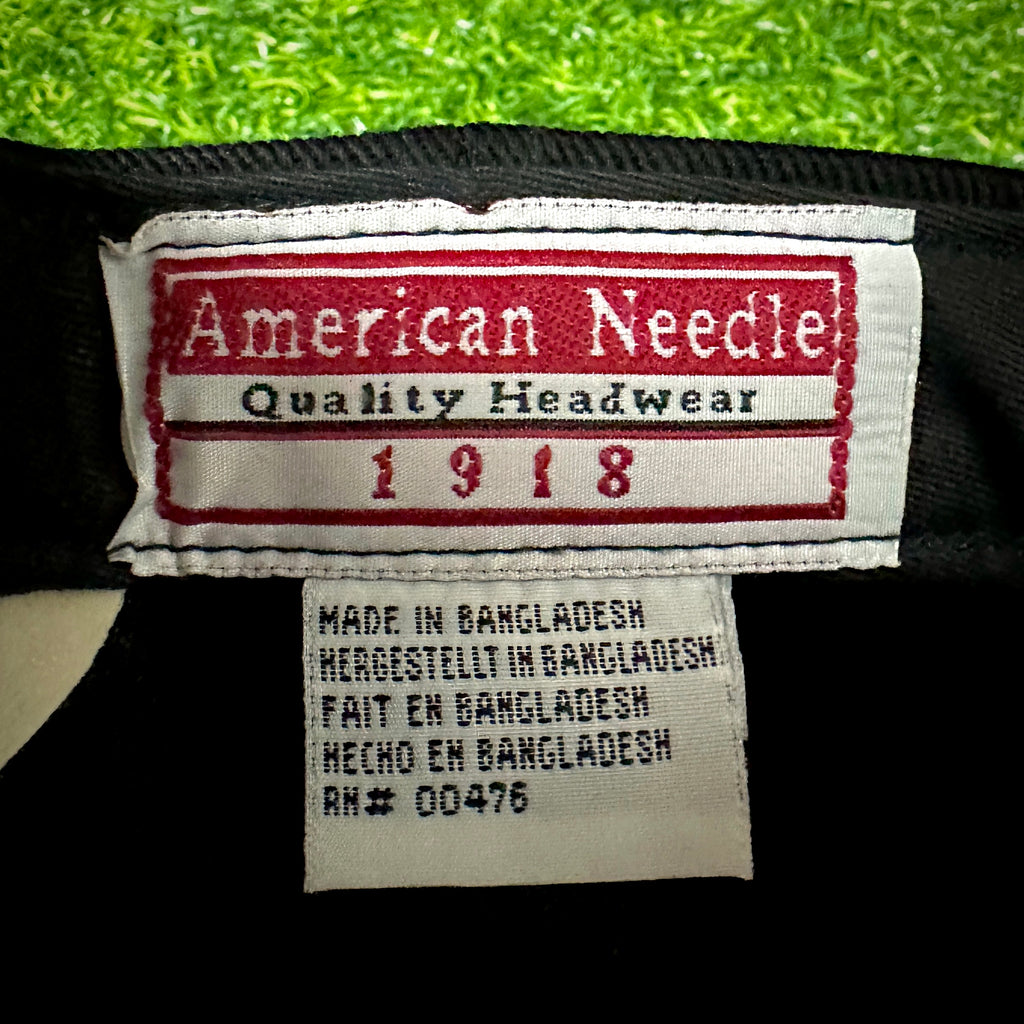 American Needle
Quality Headwear
1918
MADE IN BANGLADESH
HERGESTELLT IN BANGLADESH
FAIT EN BANGLADESH
HECHO EN BANGLADESH
RN# 00476